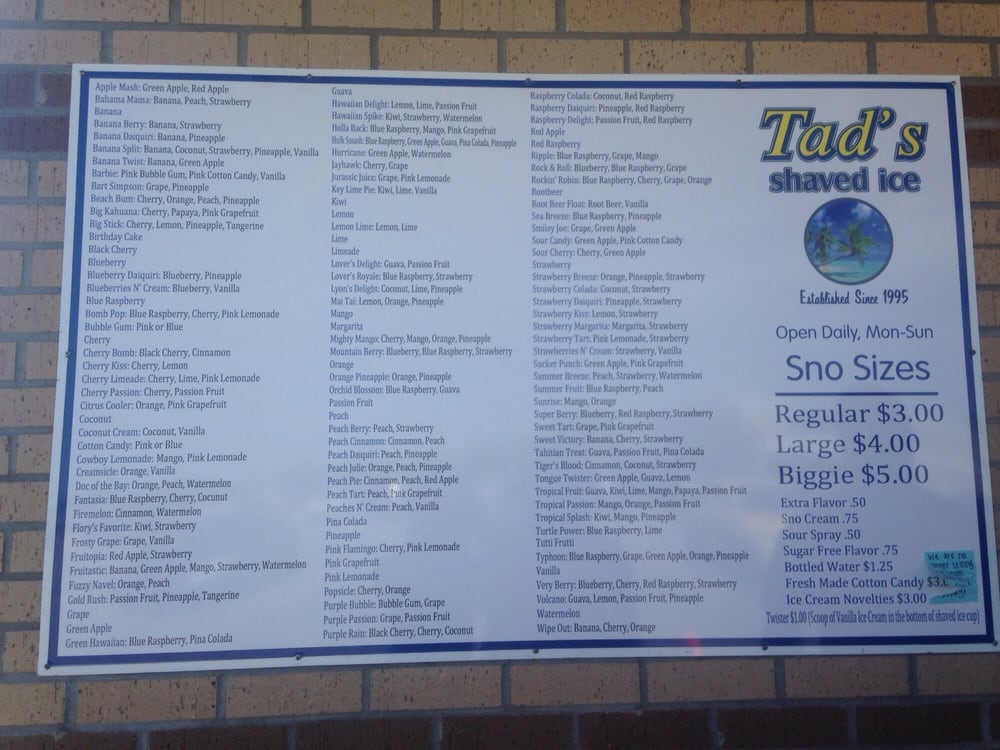 Apple Mash: Green Apple, Red Apple
Bahama Mama: Banana, Peach, Strawberry
Banana
Banana Berry: Banana, Strawberry
Banana Daiquiri: Banana, Pineapple
Banana Split: Banana, Coconut, Strawberry, Pineapple, Vanilla
Banana Twist: Banana, Green Apple
Barbie: Pink Bubble Gum, Pink Cotton Candy, Vanilla
Bart Simpson: Grape, Pineapple
Beach Bum: Cherry, Orange, Peach, Pineapple
Big Kahuana: Cherry, Papaya, Pink Grapefruit
Big Stick: Cherry, Lemon, Pineapple, Tangerine
Birthday Cake
Black Cherry
Blueberry
Blueberry Daiquiri: Blueberry, Pineapple
Blueberries N' Cream: Blueberry, Vanilla
Blue Raspberry
Bomb Pop: Blue Raspberry, Cherry, Pink Lemonade
Bubble Gum: Pink or Blue
Cherry
Cherry Bomb: Black Cherry, Cinnamon
Cherry Kiss: Cherry, Lemon
Cherry Limeade: Cherry, Lime, Pink Lemonade
Cherry Passion: Cherry, Passion Fruit
Citrus Cooler: Orange, Pink Grapefruit
Coconut
Coconut Cream: Coconut, Vanilla
Cotton Candy: Pink or Blue
Cowboy Lemonade: Mango, Pink Lemonade
Creamsicle: Orange, Vanilla
Doc of the Bay: Orange, Peach, Watermelon
Fantasia: Blue Raspberry, Cherry, Cocunut
Firemelon: Cinnamon, Watermelon
Flory's Favorite: Kiwi, Strawberry
Frosty Grape: Grape, Vanilla
Fruitopia: Red Apple, Strawberry
Fruitastic: Banana, Green Apple, Mango, Strawberry, Watermelon
Fuzzy Navel: Orange, Peach
Gold Rush: Passion Fruit, Pineapple, Tangerine
Grape
Green Apple
Green Hawaiian: Blue Raspberry, Pina Colada
Guava
Hawaiian Delight: Lemon, Lime, Passion Fruit
Hawaiian Spike: Kiwi, Strawberry, Watermelon
Holla Back: Blue Raspberry, Mango, Pink Grapefruit
Hulk Smash: Blue Raspberry, Green Apple, Guava, Pina Colada, Pineapple
Hurricane: Green Apple, Watermelon
Jayhawk: Cherry, Grape
Jurassic Juice: Grape, Pink Lemonade
Key Lime Pie: Kiwi, Lime, Vanilla
Kiwi
Lemon
Lemon Lime: Lemon, Lime
Lime
Limeade
Lover's Delight: Guava, Passion Fruit
Lover's Royale: Blue Raspberry, Strawberry
Lyon's Delight: Coconut, Lime, Pineapple
Mai Tai: Lemon, Orange, Pineapple
Mango
Margarita
Mighty Mango: Cherry, Mango, Orange, Pineapple
Mountain Berry: Blueberry, Blue Raspberry, Strawberry
Orange
Orange Pineapple: Orange, Pineapple
Orchid Blossom: Blue Raspberry, Guava
Passion Fruit
Peach
Peach Berry: Peach, Strawberry
Peach Cinnamon: Cinnamon, Peach
Peach Daiquiri: Peach, Pineapple
Peach Julie: Orange, Peach, Pineapple
Peach Pie: Cinnamon, Peach, Red Apple
Peach Tart: Peach, Pink Grapefruit
Peaches N' Cream: Peach, Vanilla
Pina Colada
Pineapple
Pink Flamingo: Cherry, Pink Lemonade
Pink Grapefruit
Pink Lemonade
Popsicle: Cherry, Orange
Purple Bubble: Bubble Gum, Grape
Purple Passion: Grape, Passion Fruit
Purple Rain: Black Cherry, Cherry, Coconut
Raspberry Colada: Coconut, Red Raspberry
Raspberry Daiquiri: Pineapple, Red Raspberry
Raspberry Delight: Passion Fruit, Red Raspberry
Red Apple
Red Raspberry
Ripple: Blue Raspberry, Grape, Mango
Rock & Roll: Blueberry, Blue Raspberry, Grape
Rockin' Robin: Blue Raspberry, Cherry, Grape, Orange
Rootbeer
Root Beer Float: Root Beer, Vanilla
Sea Breeze: Blue Raspberry, Pineapple
Smiley Joe: Grape, Green Apple
Sour Candy: Green Apple, Pink Cotton Candy
Sour Cherry: Cherry, Green Apple
Strawberry
Strawberry Breeze: Orange, Pineapple, Strawberry
Strawberry Colada: Coconut, Strawberry
Strawberry Daiquiri: Pineapple, Strawberry
Strawberry Kiss: Lemon, Strawberry
Strawberry Margarita: Margarita, Strawberry
Strawberry Tart: Pink Lemonade, Strawberry
Strawberries N' Cream: Strawberry, Vanilla
Sucker Punch: Green Apple, Pink Grapefruit
Summer Breeze: Peach, Strawberry, Watermelon
Summer Fruit: Blue Raspberry, Peach
Sunrise: Mango, Orange
Super Berry: Blueberry, Red Raspberry, Strawberry
Sweet Tart: Grape, Pink Grapefruit
Sweet Victory: Banana, Cherry, Strawberry
Tahitian Treat: Guava, Passion Fruit, Pina Colada
Tiger's Blood: Cinnamon, Coconut, Strawberry
Tongue Twister: Green Apple, Guava, Lemon
Tropical Fruit: Guava, Kiwi, Lime, Mango, Papaya, Passion Fruit
Tropical Passion: Mango, Orange, Passion Fruit
Tropical Splash: Kiwi, Mango, Pineapple
Turtle Power: Blue Raspberry, Lime
Tutti Frutti
Typhoon: Blue Raspberry, Grape, Green Apple, Orange, Pineapple
Vanilla
Very Berry: Blueberry, Cherry, Red Raspberry, Strawberry
Volcano: Guava, Lemon, Passion Fruit, Pineapple
Watermelon
Wipe Out: Banana, Cherry, Orange
Tad's
shaved ice
Established Since 1995
Open Daily, Mon-Sun
Sno Sizes
Regular $3.00
Large $4.00
Biggie $5.00
Extra Flavor .50
Sno Cream .75
Sour Spray .50
Sugar Free Flavor .75
Bottled Water $1.25
Fresh Made Cotton Candy $3.
Ice Cream Novelties $3.00
Twister $1.00 (Scoop of Vanilla Ice Cream in the bottom of shaved ice cup)
We are no
longer selling